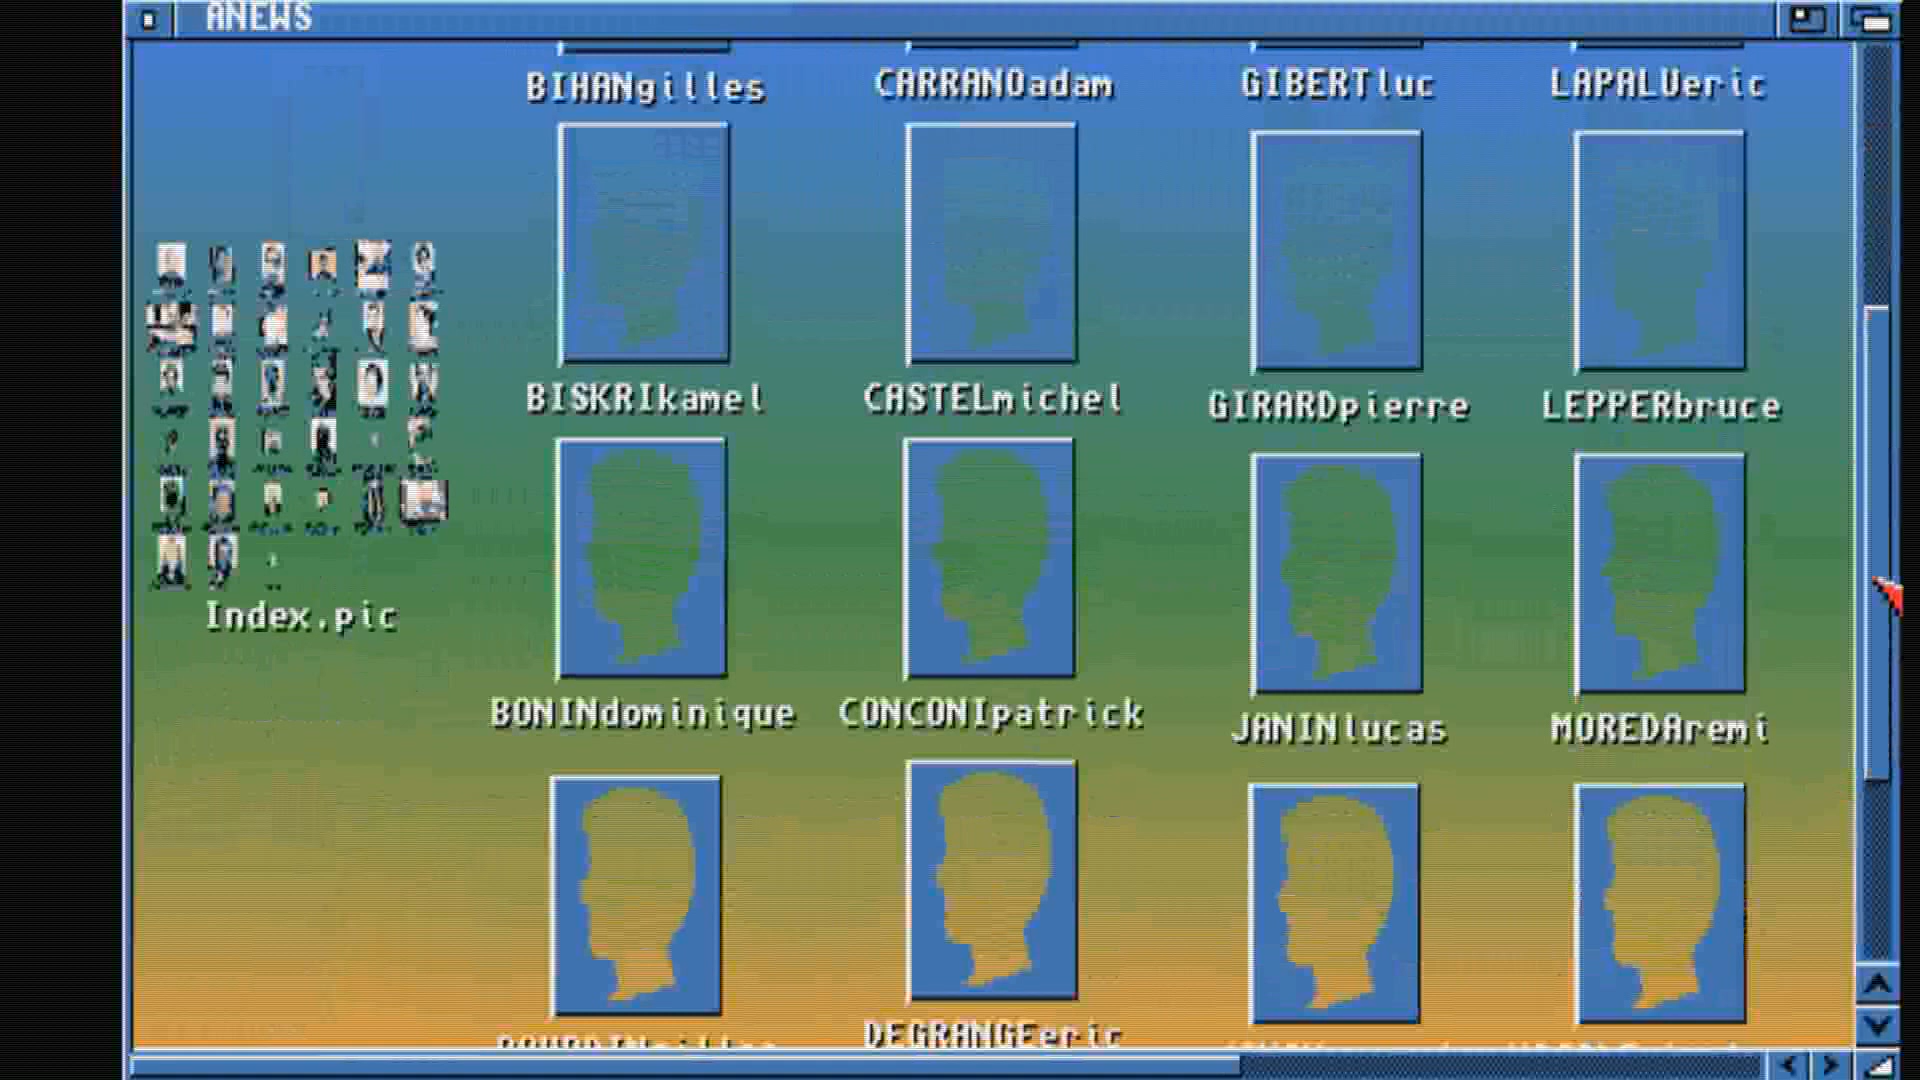 ANEWS
BIHANgilles CARRANOadam GIBERTluc LAPALUeric
BISKRIkamel CASTELmichel GIRARDpierre LEPPERbruce
Index.pic
BONINdominique CONCONIpatrick JANINlucas MOREDAremi
DEGRANGEeric